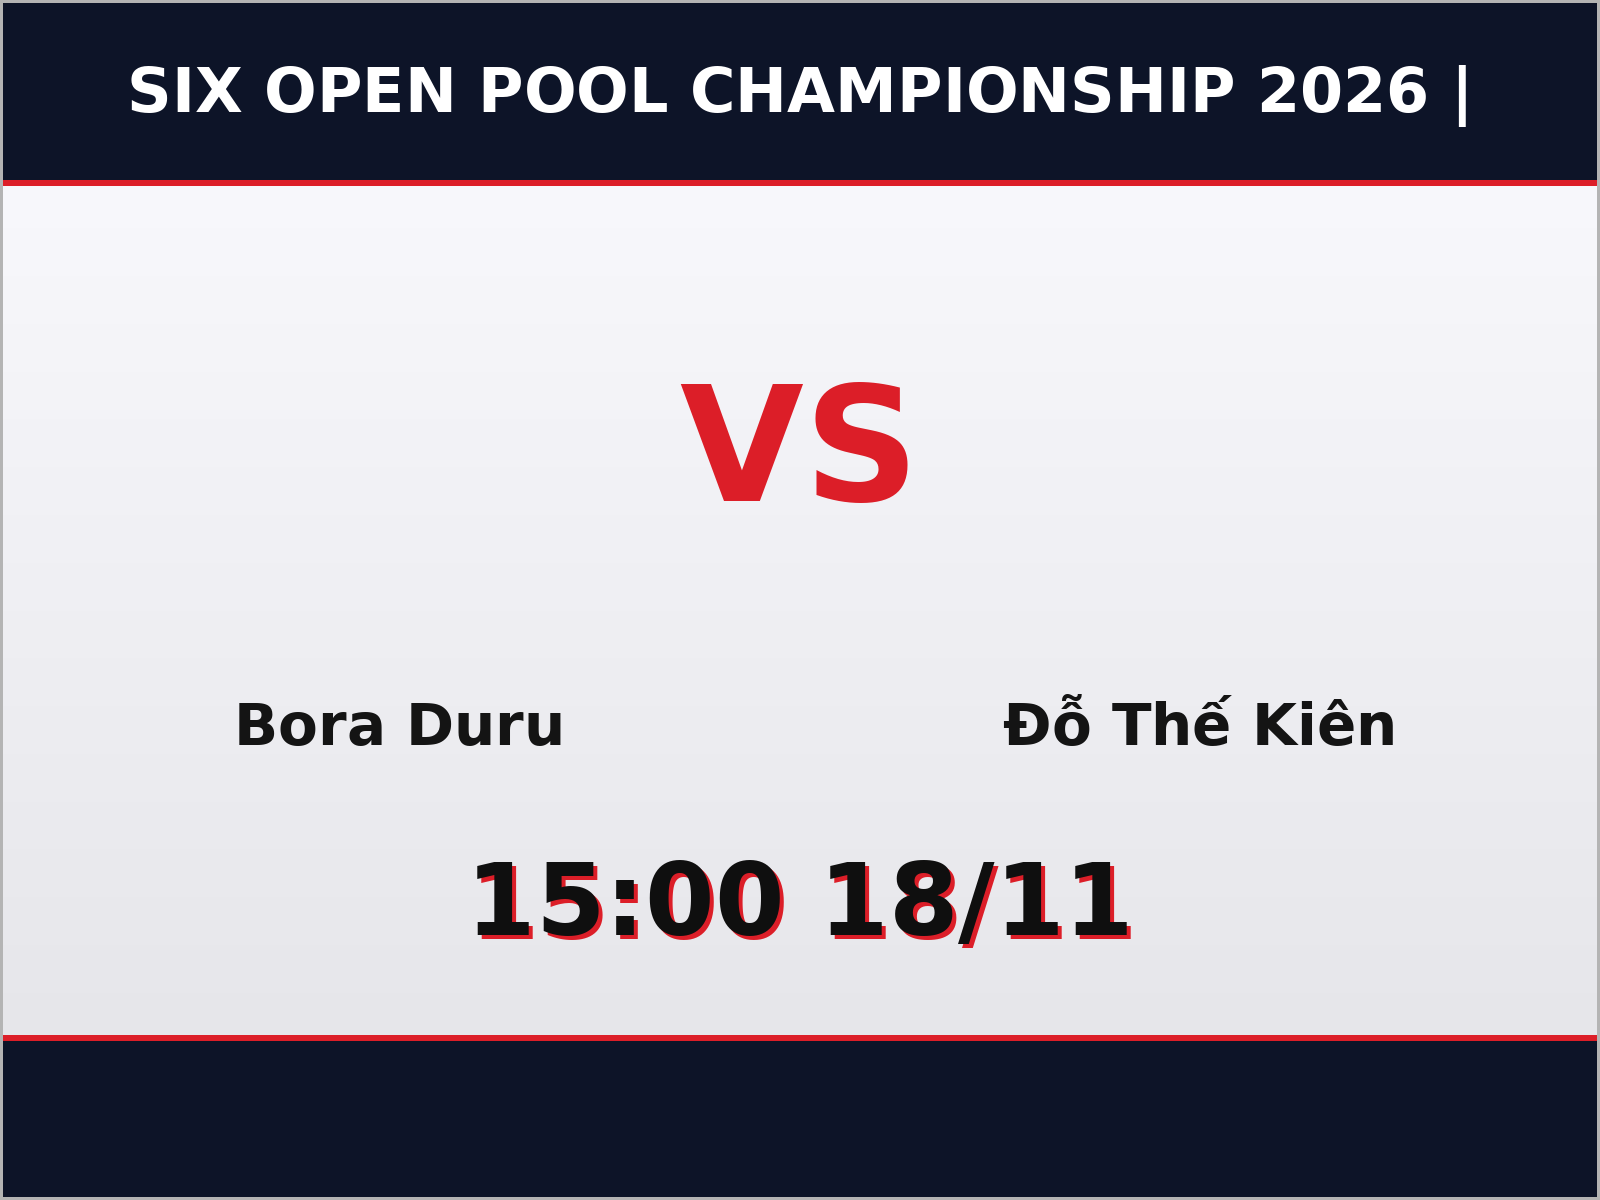 SIX OPEN POOL CHAMPIONSHIP 2026 |
VS
Bora Duru
Đỗ Thế Kiên
15:00 18/11